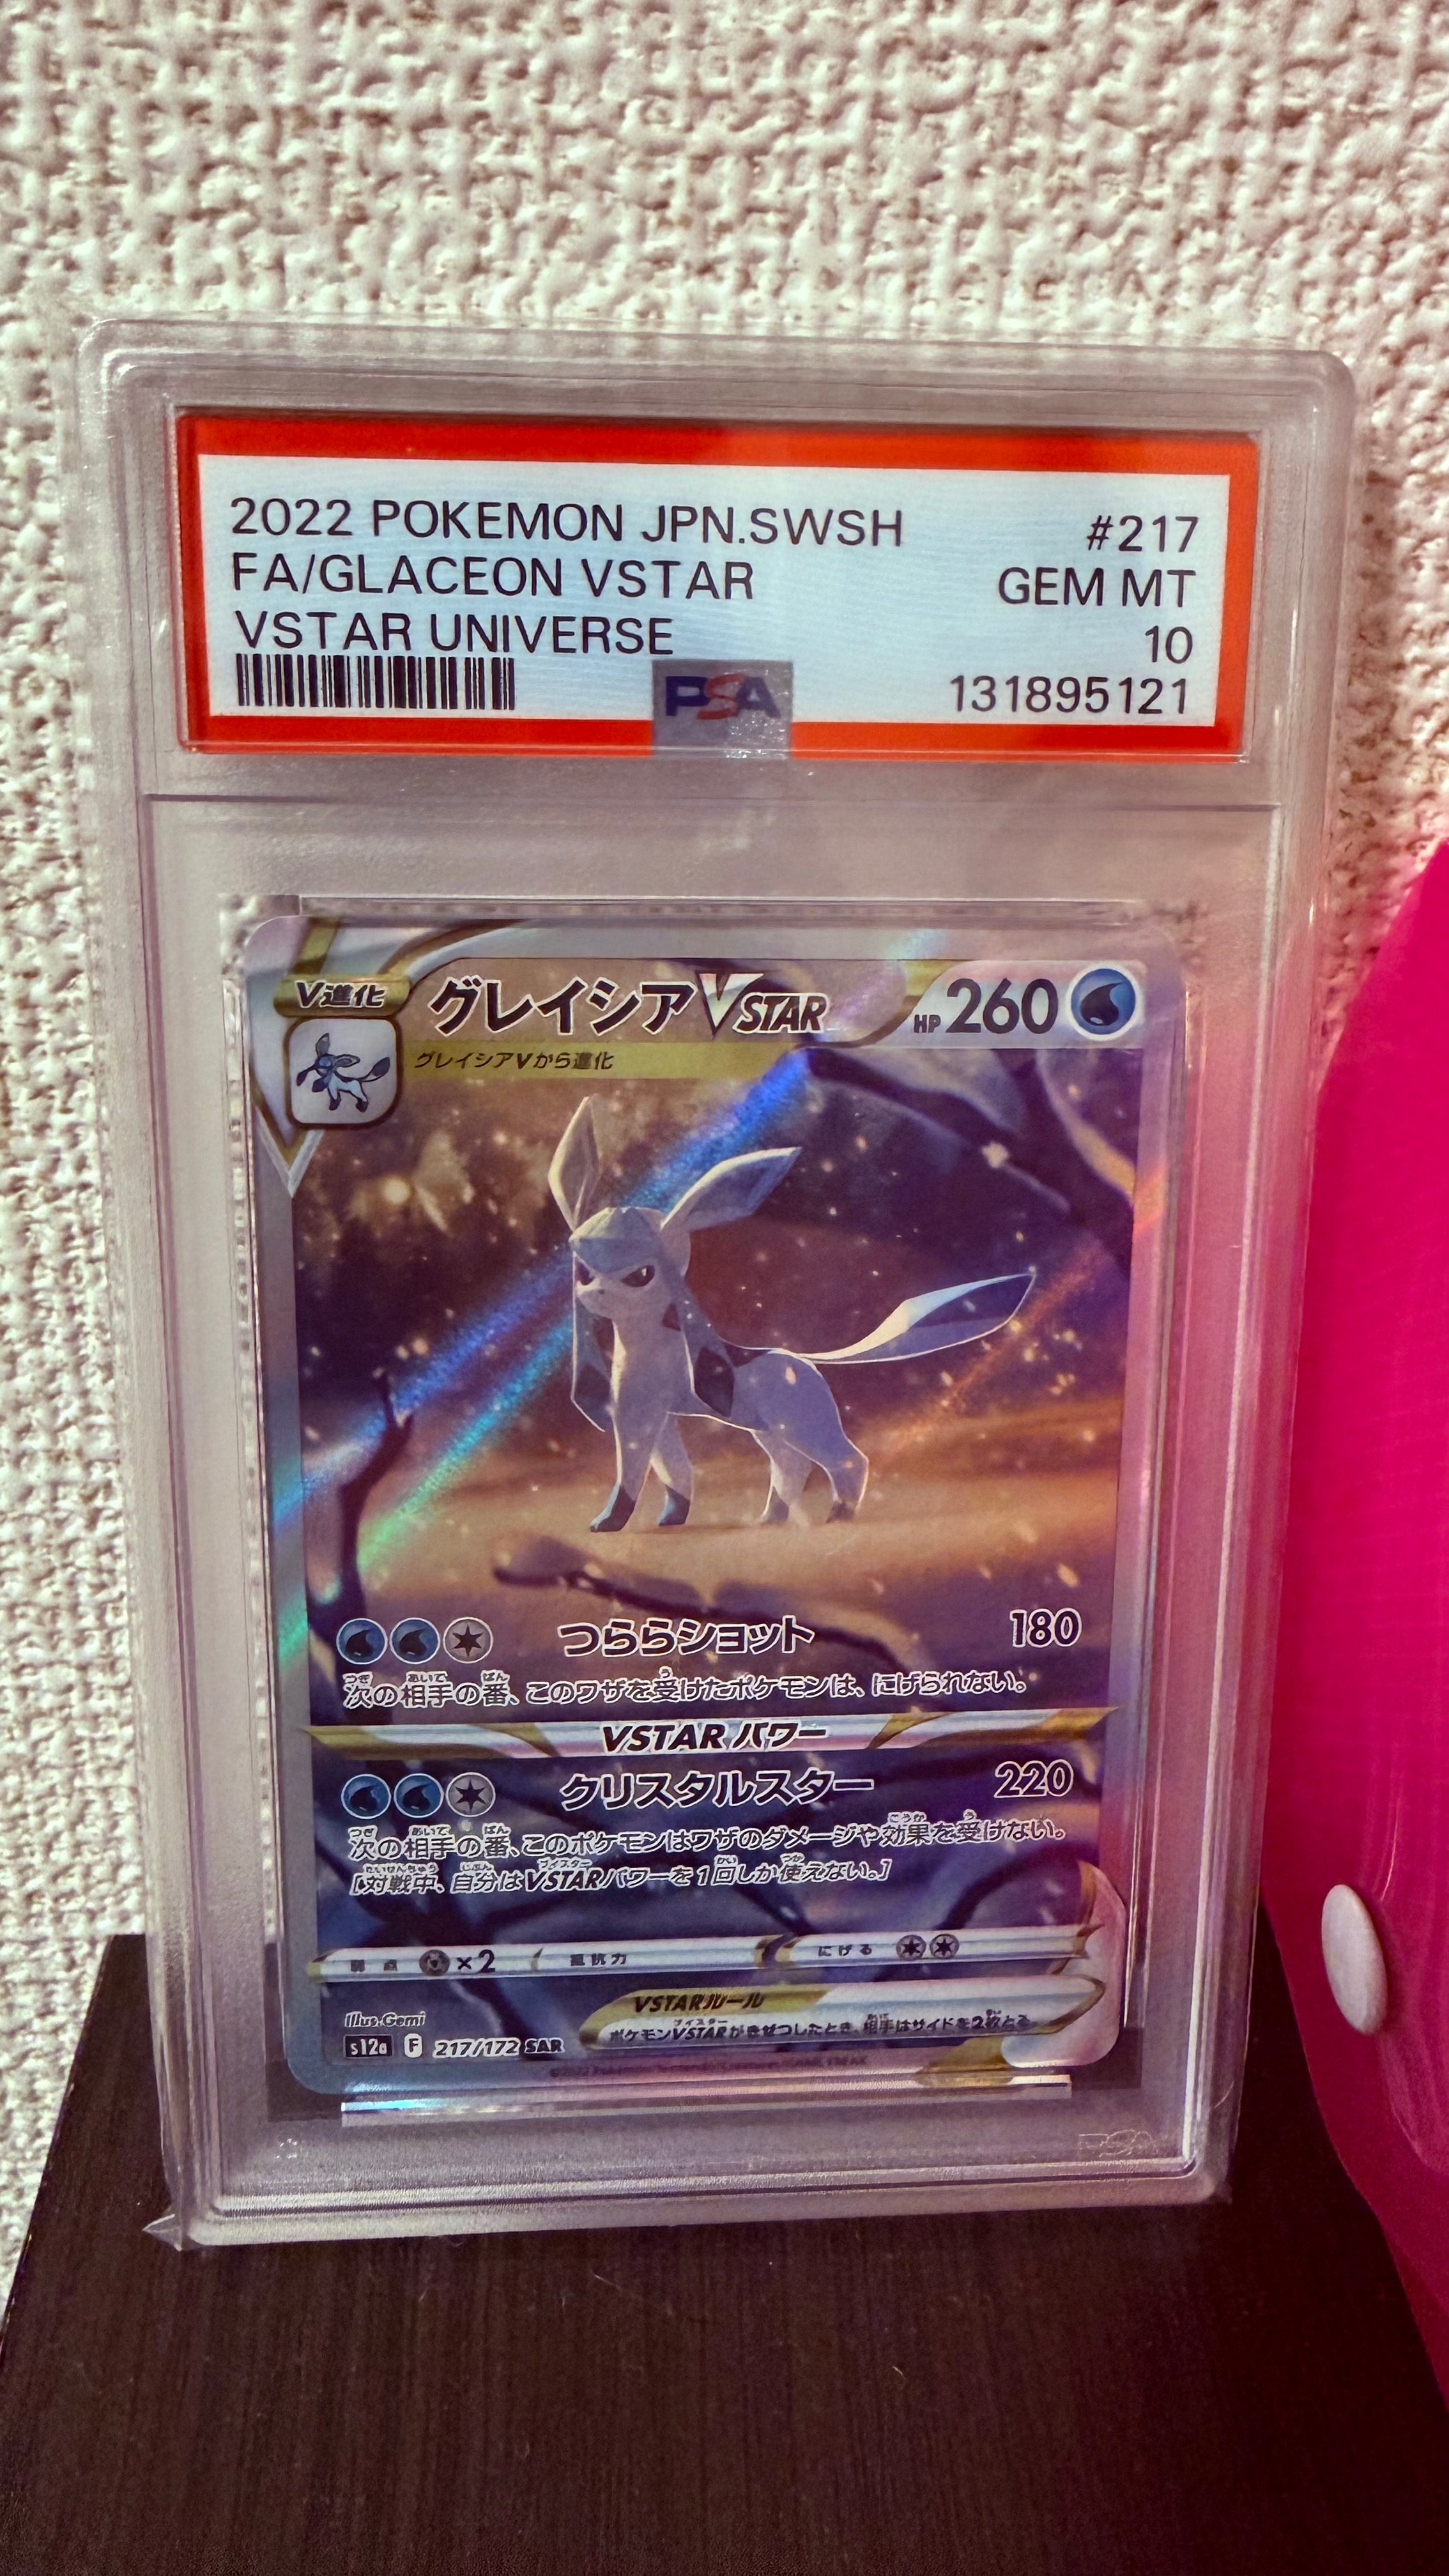 2022 POKEMON JPN.SWSH #217
FA/GLACEON VSTAR GEM MT
VSTAR UNIVERSE 10
PSA 131895121
V進化 グレイシアVSTAR HP 260
グレイシアVから進化
つららショット 180
次の相手の番、このワザを受けたポケモンは、にげられない。
VSTARパワー
クリスタルスター 220
次の相手の番、このポケモンはワザのダメージや効果を受けない。
[対戦中、自分はVSTARパワーを1回しか使えない。]
弱点 ×2 抵抗力 にげる
VSTARルール
ポケモンVSTARがきぜつしたとき、相手はサイドを2枚とる。
Illus.Gemi
s12a F 217/172 SAR
PSA